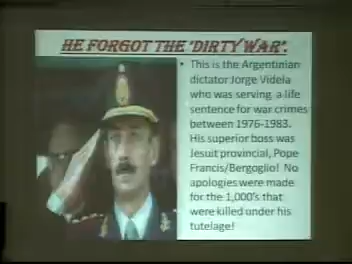 HE FORGOT THE 'DIRTY WAR'.
• This is the Argentinian
dictator Jorge Videla
who was serving a life
sentence for war crimes
between 1976-1983.
His superior boss was
Jesuit provincial, Pope
Francis/Bergoglio! No
apologies were made
for the 1,000's that
were killed under his
tutelage!